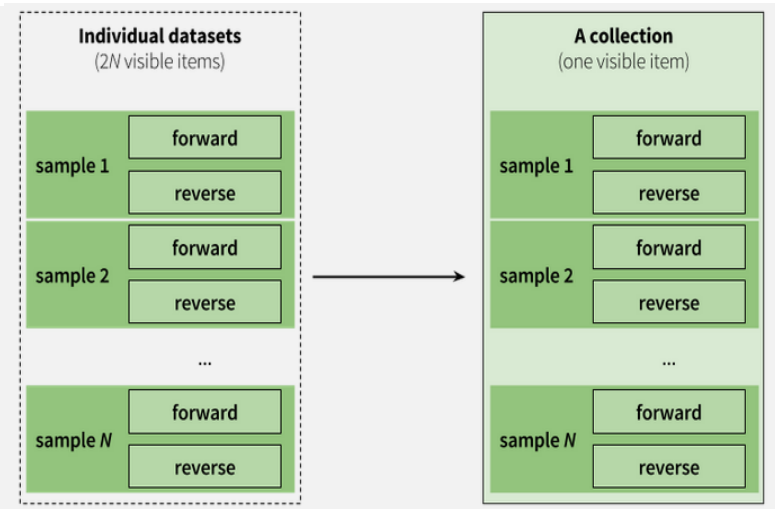 Individual datasets
(2N visible items)
sample 1
forward
reverse
sample 2
forward
reverse
...
sample N
forward
reverse
A collection
(one visible item)
sample 1
forward
reverse
sample 2
forward
reverse
...
sample N
forward
reverse